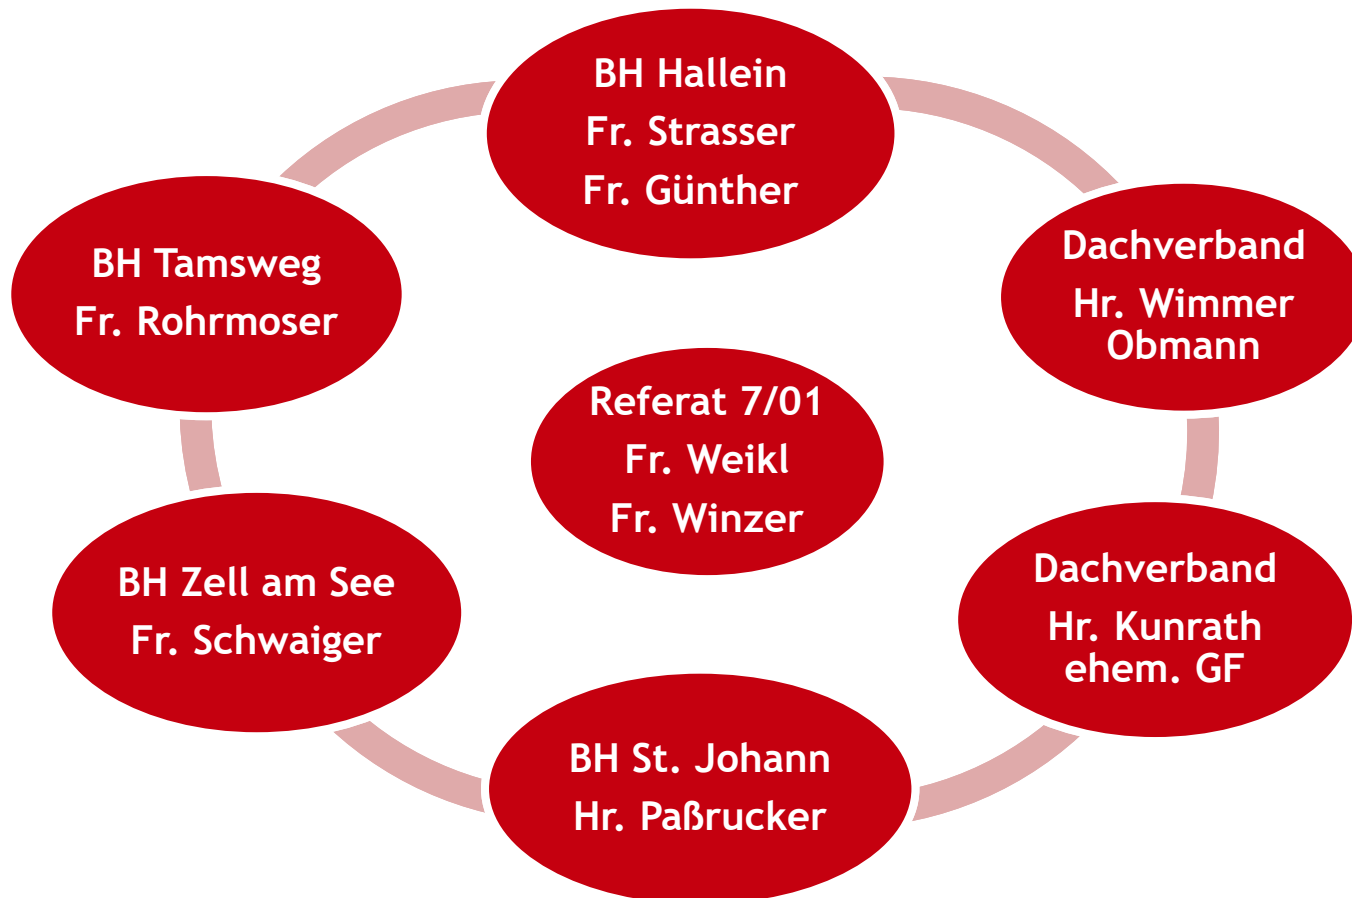 BH Hallein
Fr. Strasser
Fr. Günther
Dachverband
Hr. Wimmer
Obmann
BH Tamsweg
Fr. Rohrmoser
Referat 7/01
Fr. Weikl
Fr. Winzer
Dachverband
Hr. Kunrath
ehem. GF
BH Zell am See
Fr. Schwaiger
BH St. Johann
Hr. Paßrucker